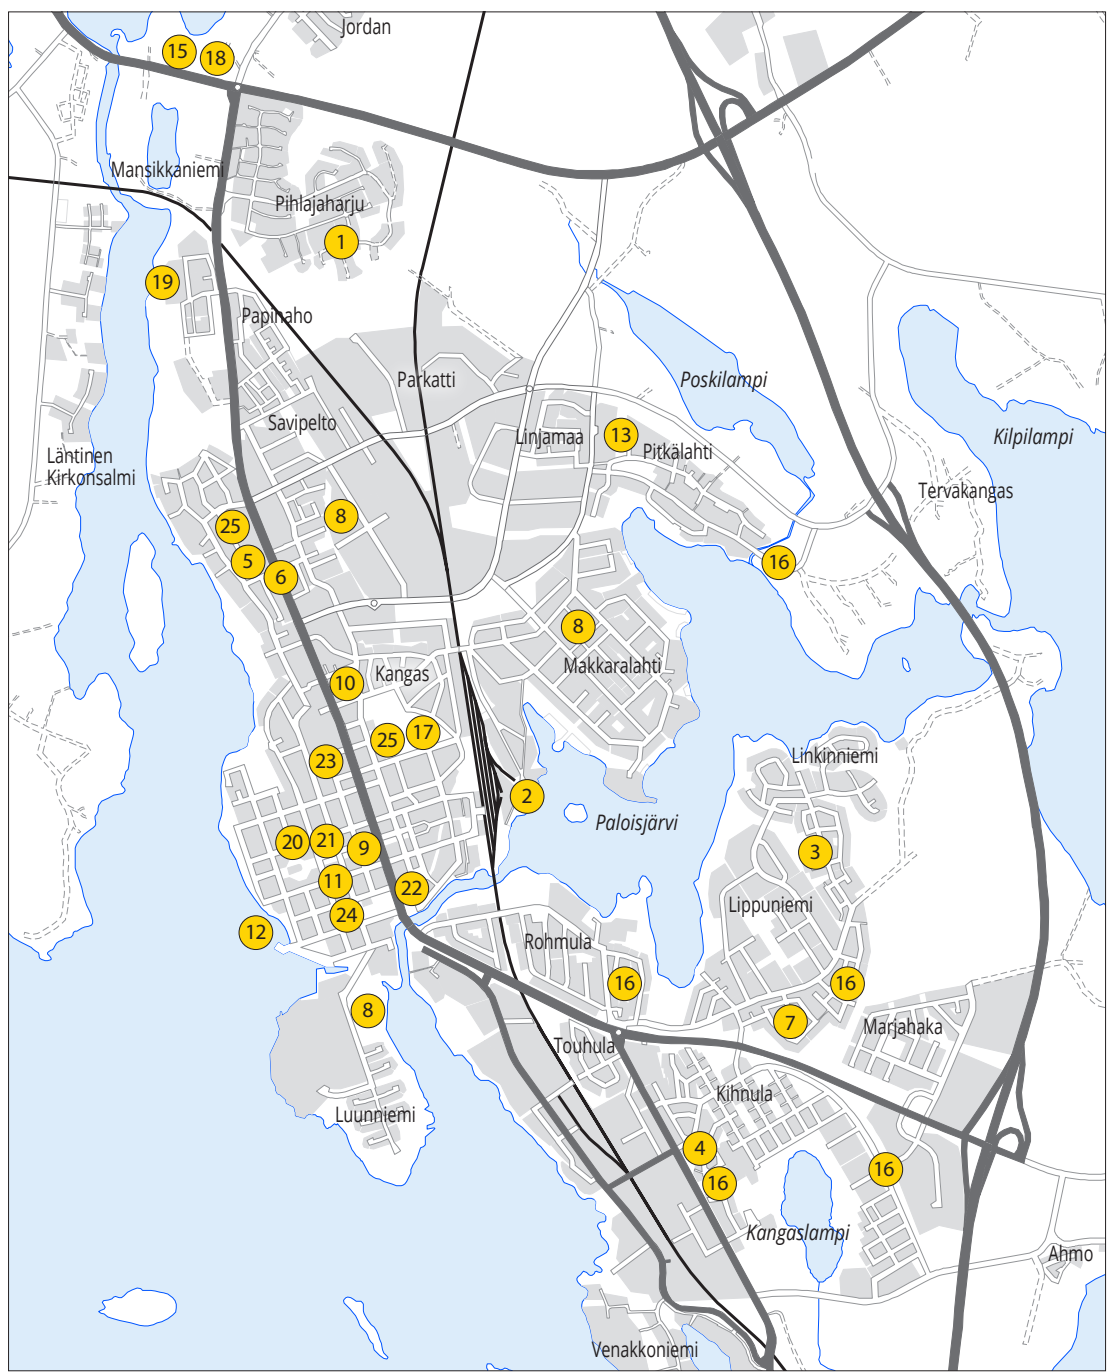 Jordan
15
18
Mansikkaniemi
Pihlajaharju
1
19
Papinaho
Parkatti
Poskilampi
Savipelto
Linjamaa
13
Pitkälahti
Kilpilampi
Läntinen
Kirkonsalmi
Tervakangas
25
8
5
6
16
8
Makkaralahti
Kangas
10
17
25
23
Linkinniemi
2
Paloisjärvi
20
21
9
3
11
22
Lippuniemi
24
12
Rohmula
16
16
8
7
Marjahaka
Touhula
Kihnula
Luunniemi
4
16
16
Kangaslampi
Ahmo
Venakkoniemi